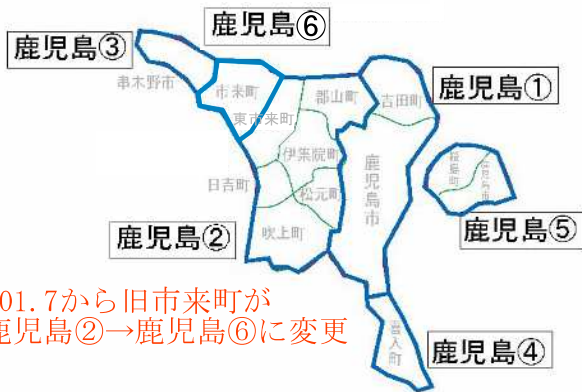 鹿児島⑥
鹿児島③
串木野市
市来町
東市来町
郡山町
吉田町
鹿児島①
伊集院町
鹿児島市
桜島町
鹿児島市
日吉町
松元町
鹿児島②
吹上町
鹿児島⑤
01.7から旧市来町が
鹿児島②→鹿児島⑥に変更
喜入町
鹿児島④